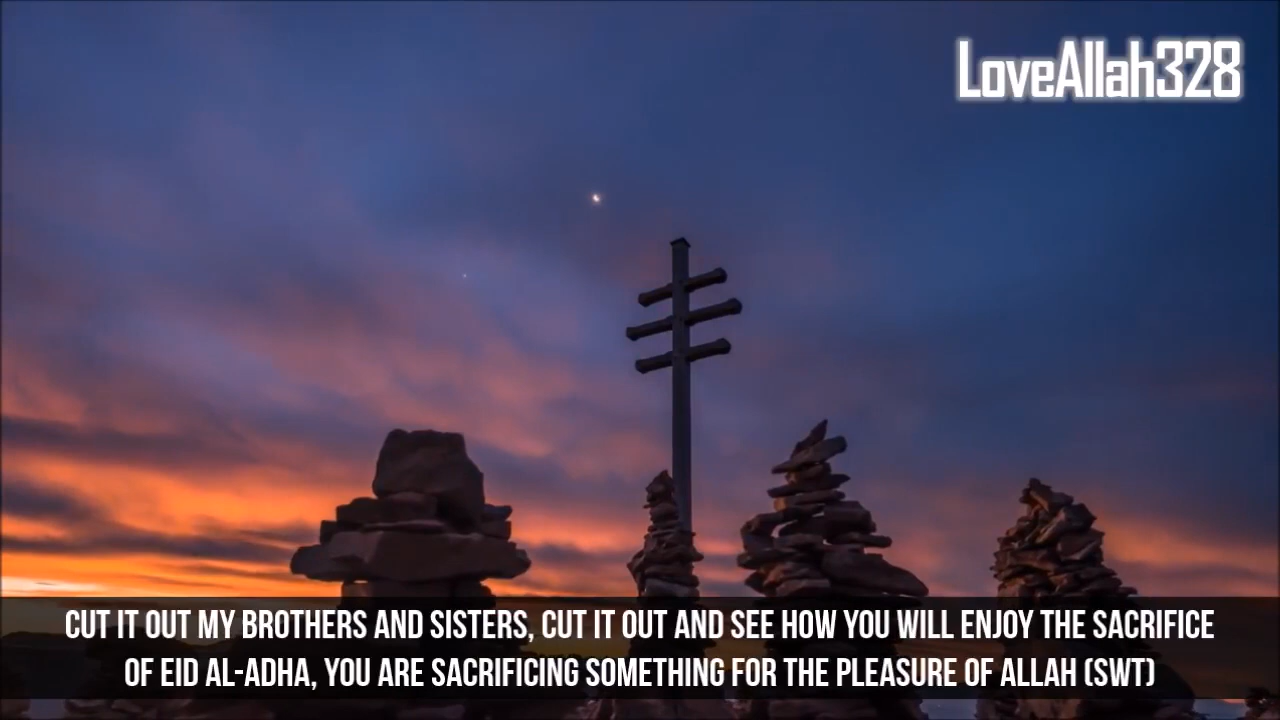 LoveAllah328
CUT IT OUT MY BROTHERS AND SISTERS, CUT IT OUT AND SEE HOW YOU WILL ENJOY THE SACRIFICE
OF EID AL-ADHA, YOU ARE SACRIFICING SOMETHING FOR THE PLEASURE OF ALLAH (SWT)